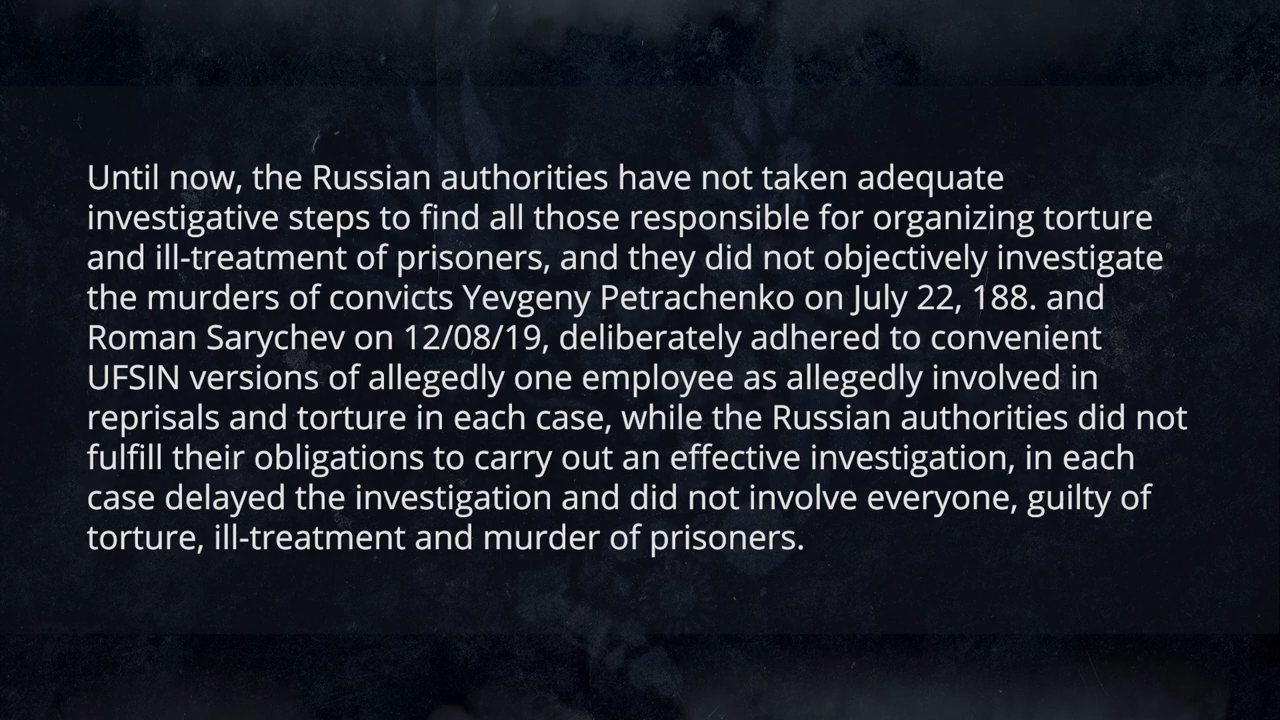 Until now, the Russian authorities have not taken adequate
investigative steps to find all those responsible for organizing torture
and ill-treatment of prisoners, and they did not objectively investigate
the murders of convicts Yevgeny Petrachenko on July 22, 188. and
Roman Sarychev on 12/08/19, deliberately adhered to convenient
UFSIN versions of allegedly one employee as allegedly involved in
reprisals and torture in each case, while the Russian authorities did not
fulfill their obligations to carry out an effective investigation, in each
case delayed the investigation and did not involve everyone, guilty of
torture, ill-treatment and murder of prisoners.